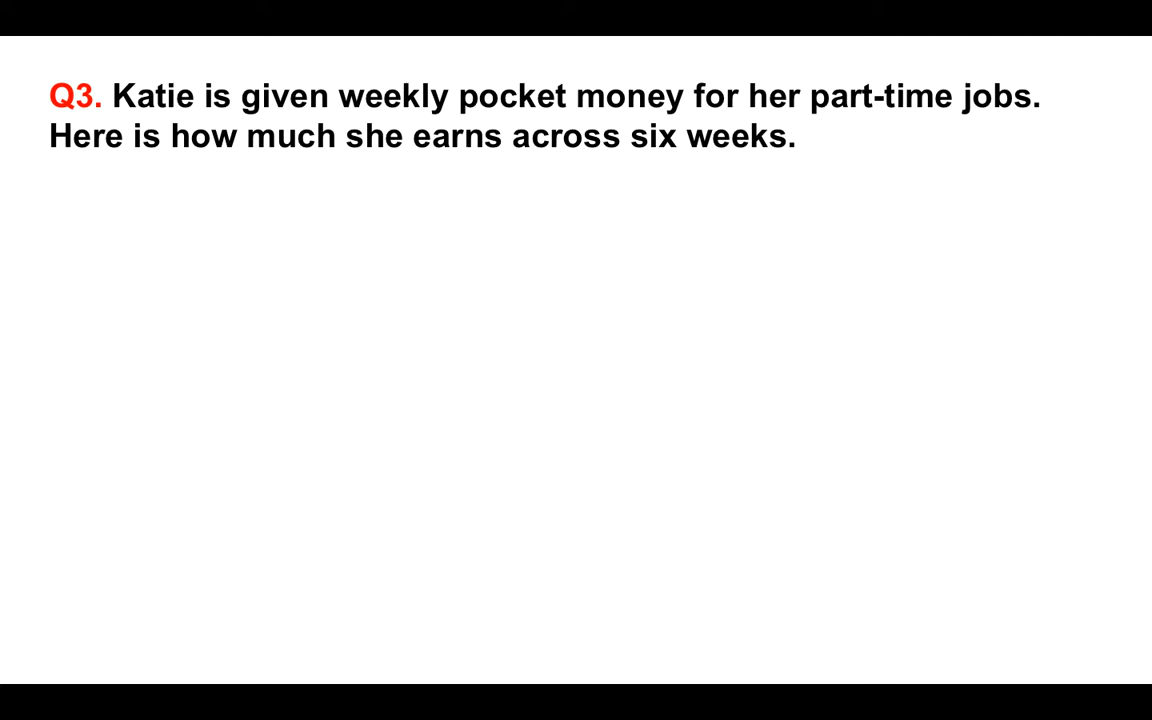 Q3. Katie is given weekly pocket money for her part-time jobs.
Here is how much she earns across six weeks.